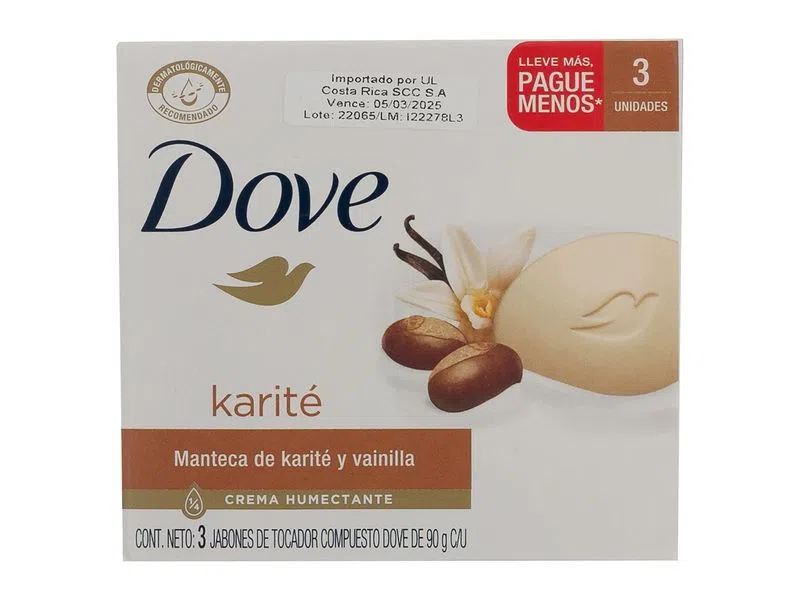 DERMATOLÓGICAMENTE
RECOMENDADO
Importado por UL
Costa Rica SCC S.A
Vence: 05/03/2025
Lote: 22065/LM: I22278L3
LLEVE MÁS,
PAGUE
MENOS*
3
UNIDADES
Dove
karité
Manteca de karité y vainilla
1/4
CREMA HUMECTANTE
CONT. NETO: 3 JABONES DE TOCADOR COMPUESTO DOVE DE 90 g C/U